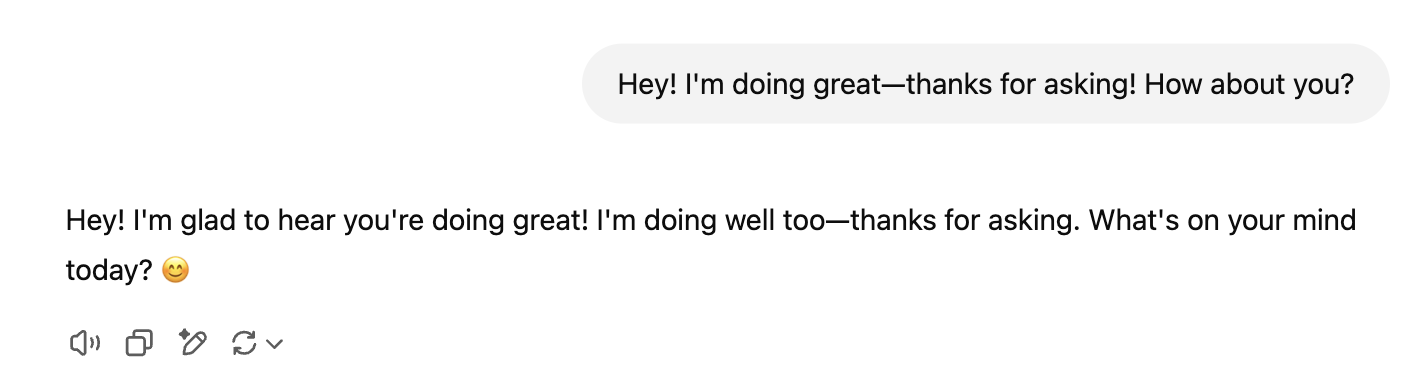 Hey! I'm doing great—thanks for asking! How about you?
Hey! I'm glad to hear you're doing great! I'm doing well too—thanks for asking. What's on your mind
today? 😊